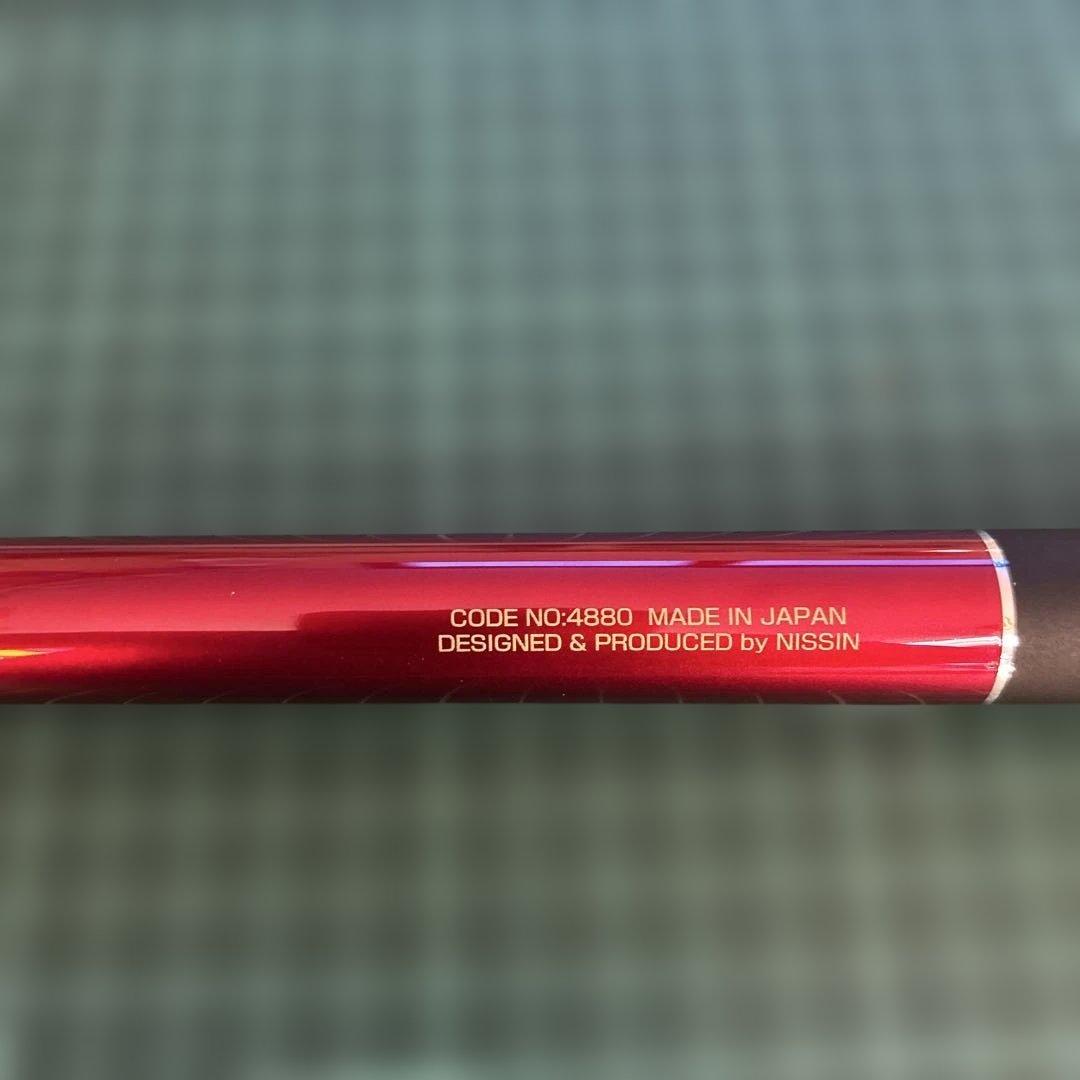 CODE NO:4880 MADE IN JAPAN
DESIGNED & PRODUCED by NISSIN